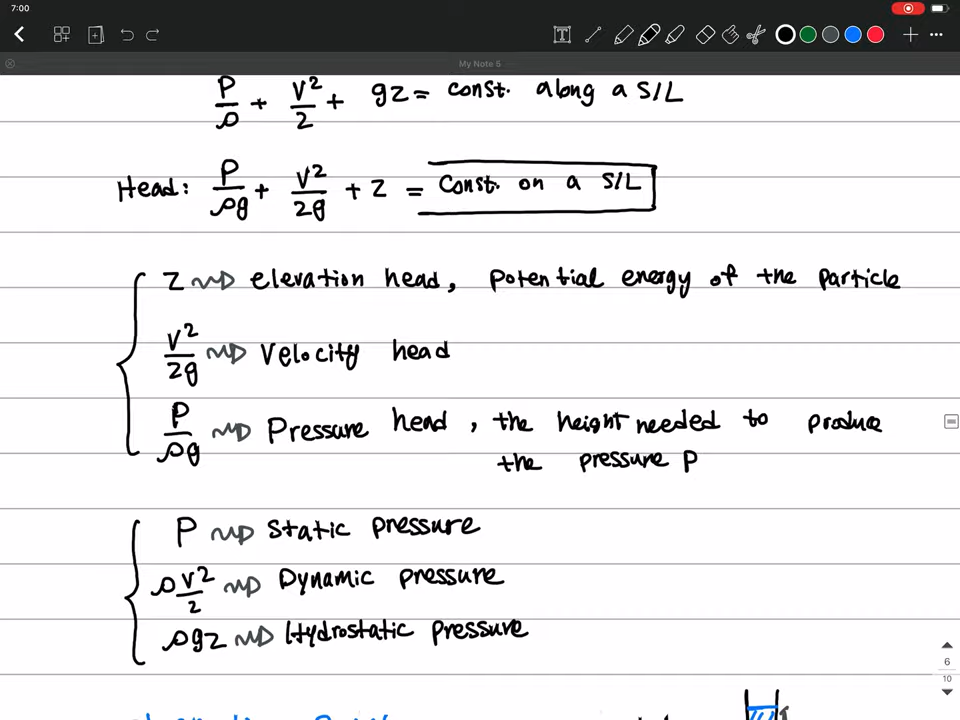 7:00
My Note 5
P/ρ + V²/2 + gz = const. along a S/L
Head: P/ρg + V²/2g + z = const. on a S/L
z ⇝ elevation head, potential energy of the particle
V²/2g ⇝ Velocity head
P/ρg ⇝ Pressure head, the height needed to produce
the pressure P
P ⇝ Static pressure
ρV²/2 ⇝ Dynamic pressure
ρgz ⇝ Hydrostatic pressure
6
10